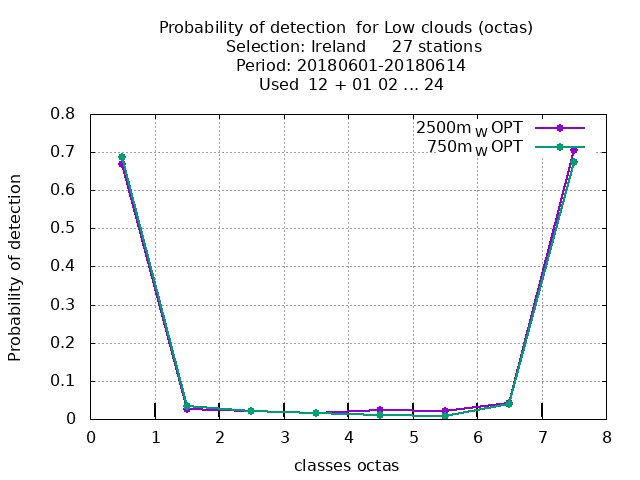 Probability of detection  for Low clouds (octas)
Selection: Ireland     27 stations
Period: 20180601-20180614
Used  12 + 01 02 ... 24
2500m_W OPT
750m_W OPT
0.8
0.7
0.6
0.5
0.4
0.3
0.2
0.1
0
Probability of detection
0 1 2 3 4 5 6 7 8
classes octas